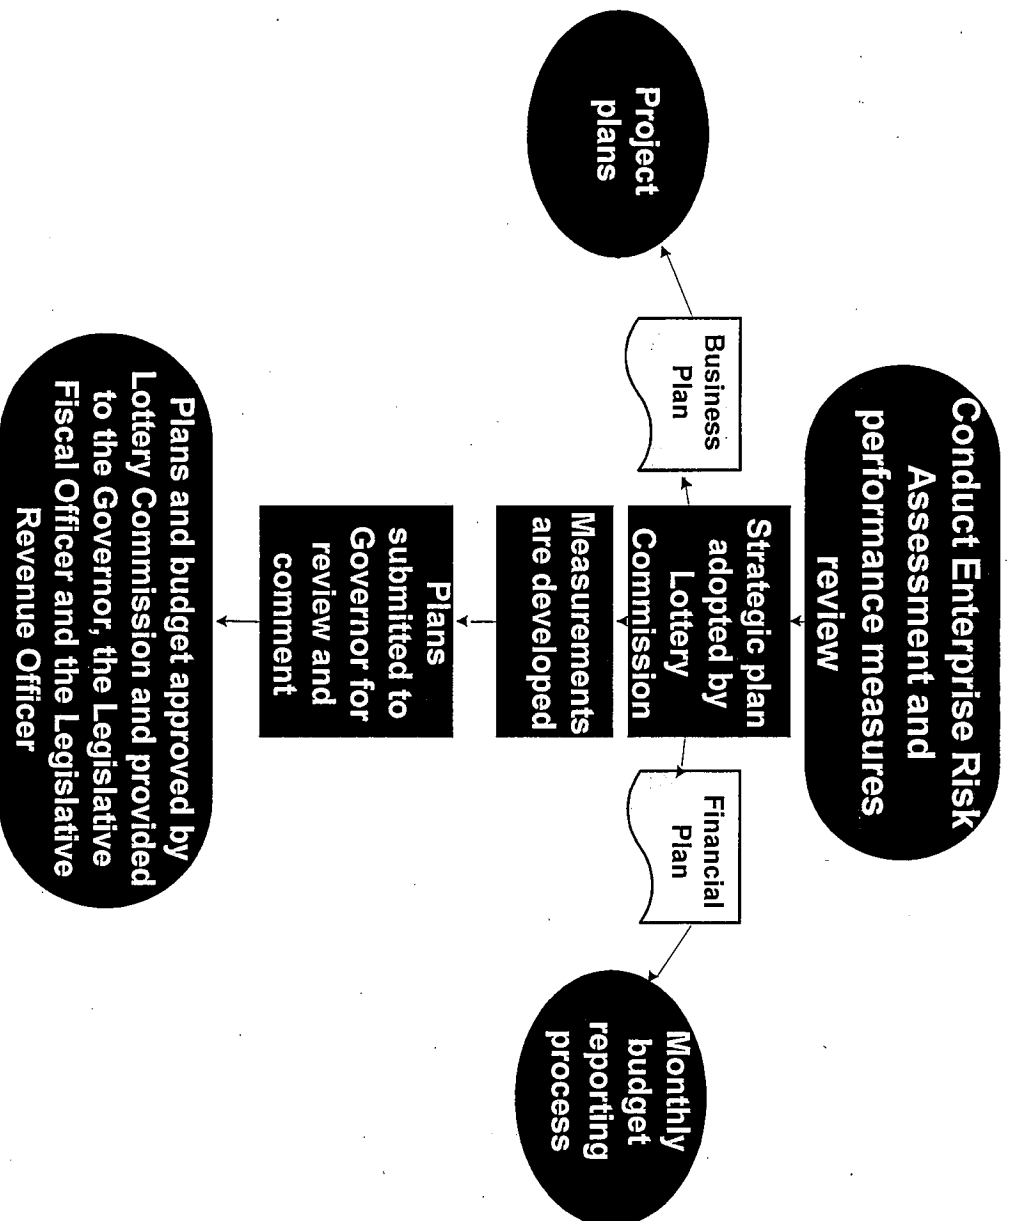 Conduct Enterprise Risk
Assessment and
performance measures
review
Strategic plan
adopted by
Lottery
Commission
Business
Plan
Project
plans
Financial
Plan
Monthly
budget
reporting
process
Measurements
are developed
Plans
submitted to
Governor for
review and
comment
Plans and budget approved by
Lottery Commission and provided
to the Governor, the Legislative
Fiscal Officer and the Legislative
Revenue Officer